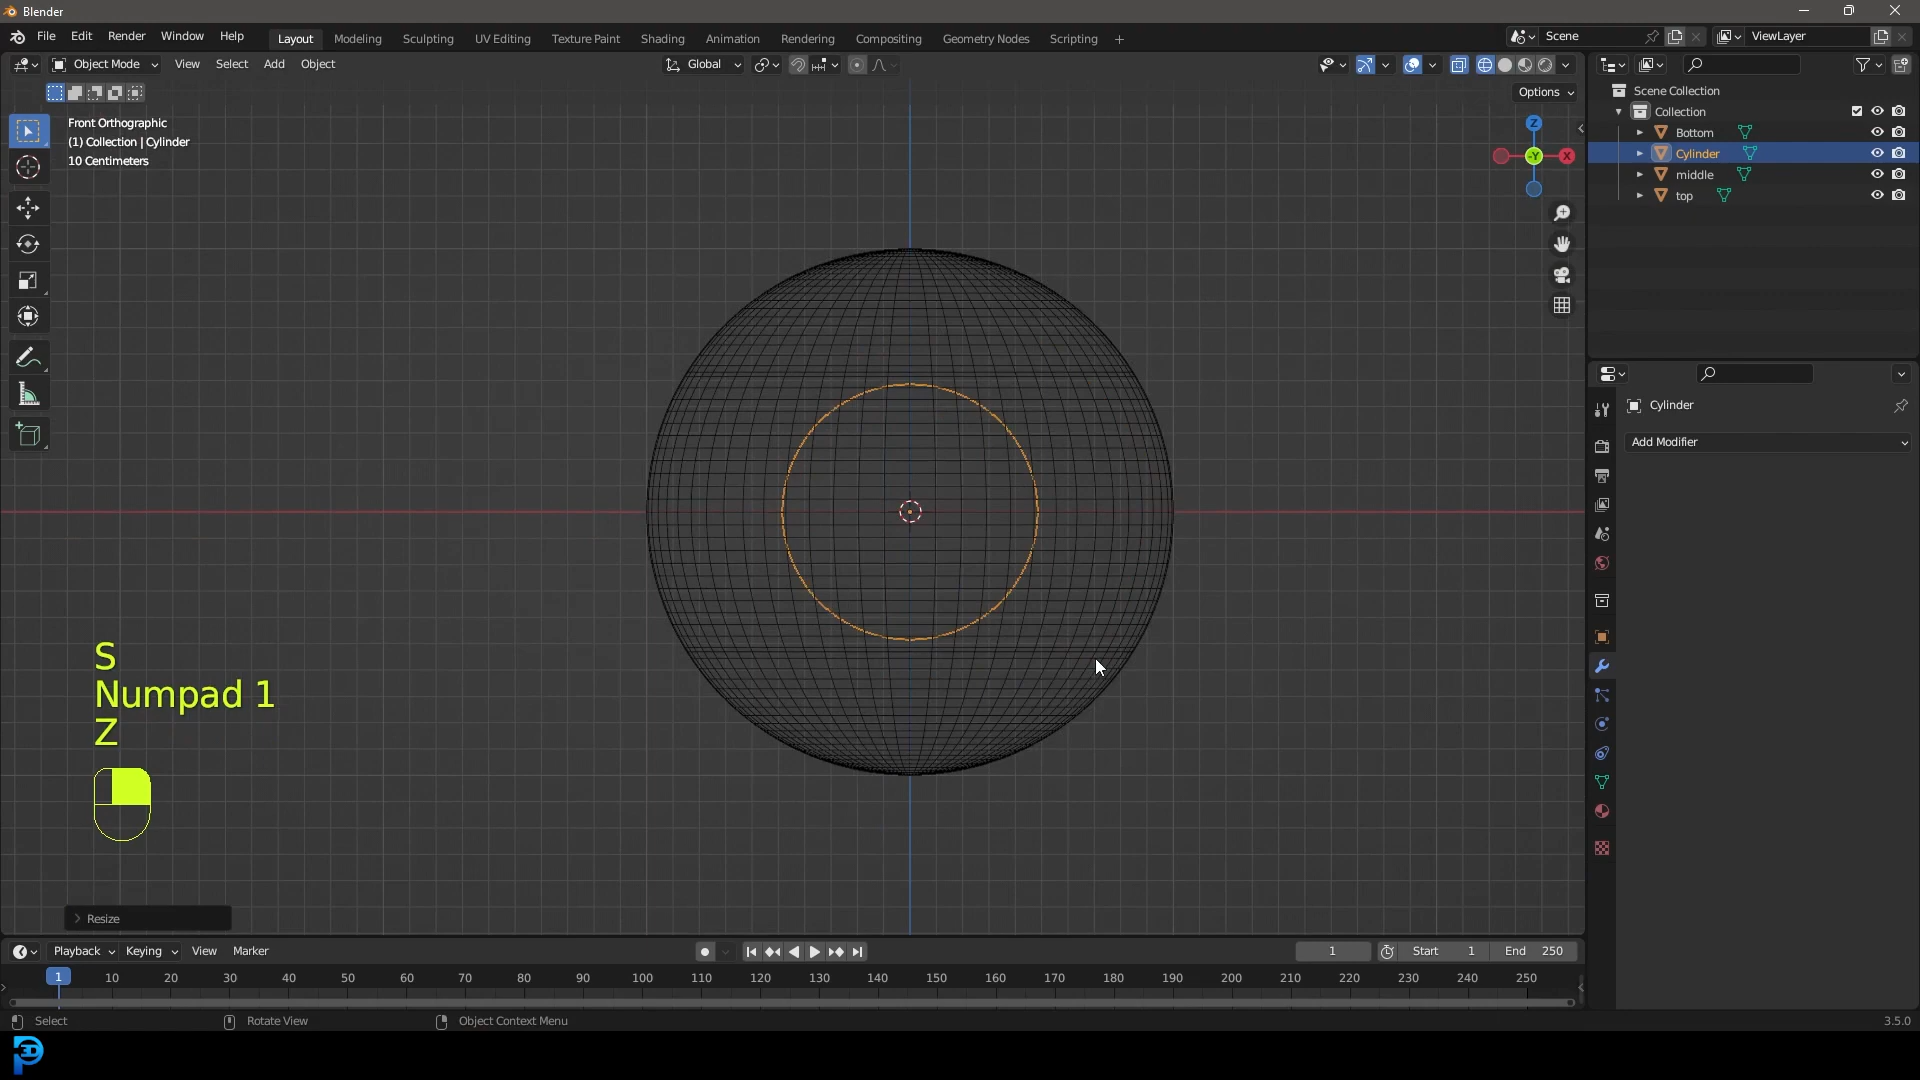 Blender
File Edit Render Window Help
Layout Modeling Sculpting UV Editing Texture Paint Shading Animation Rendering Compositing Geometry Nodes Scripting +
Scene
ViewLayer
Object Mode View Select Add Object
Global
Options
Front Orthographic
(1) Collection | Cylinder
10 Centimeters
Z
-Y
X
Scene Collection
Collection
Bottom
Cylinder
middle
top
Cylinder
Add Modifier
S
Numpad 1
Z
Resize
Playback Keying View Marker
1
Start 1
End 250
1 10 20 30 40 50 60 70 80 90 100 110 120 130 140 150 160 170 180 190 200 210 220 230 240 250
Select
Rotate View
Object Context Menu
3.5.0